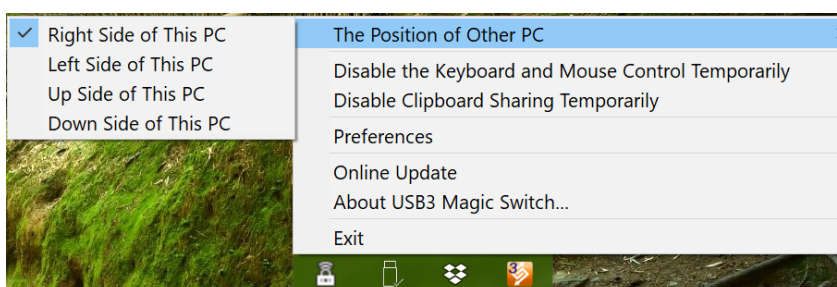 Right Side of This PC
Left Side of This PC
Up Side of This PC
Down Side of This PC
The Position of Other PC
Disable the Keyboard and Mouse Control Temporarily
Disable Clipboard Sharing Temporarily
Preferences
Online Update
About USB3 Magic Switch...
Exit
3